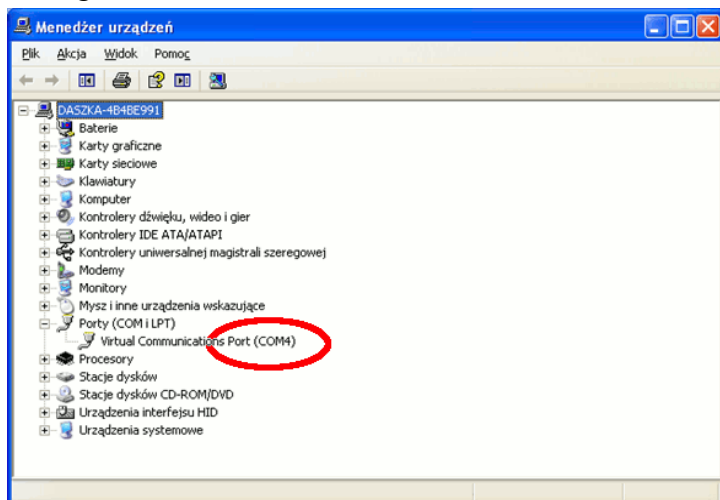 Menedżer urządzeń
Plik Akcja Widok Pomoc
DASZKA-4B4BE991
Baterie
Karty graficzne
Karty sieciowe
Klawiatury
Komputer
Kontrolery dźwięku, wideo i gier
Kontrolery IDE ATA/ATAPI
Kontrolery uniwersalnej magistrali szeregowej
Modemy
Monitory
Mysz i inne urządzenia wskazujące
Porty (COM i LPT)
Virtual Communications Port (COM4)
Procesory
Stacje dysków
Stacje dysków CD-ROM/DVD
Urządzenia interfejsu HID
Urządzenia systemowe